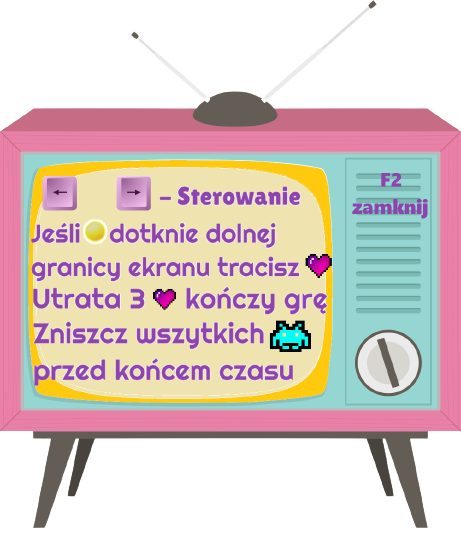 ← → – Sterowanie
Jeśli dotknie dolnej
granicy ekranu tracisz
Utrata 3 kończy grę
Zniszcz wszytkich
przed końcem czasu
F2
zamknij